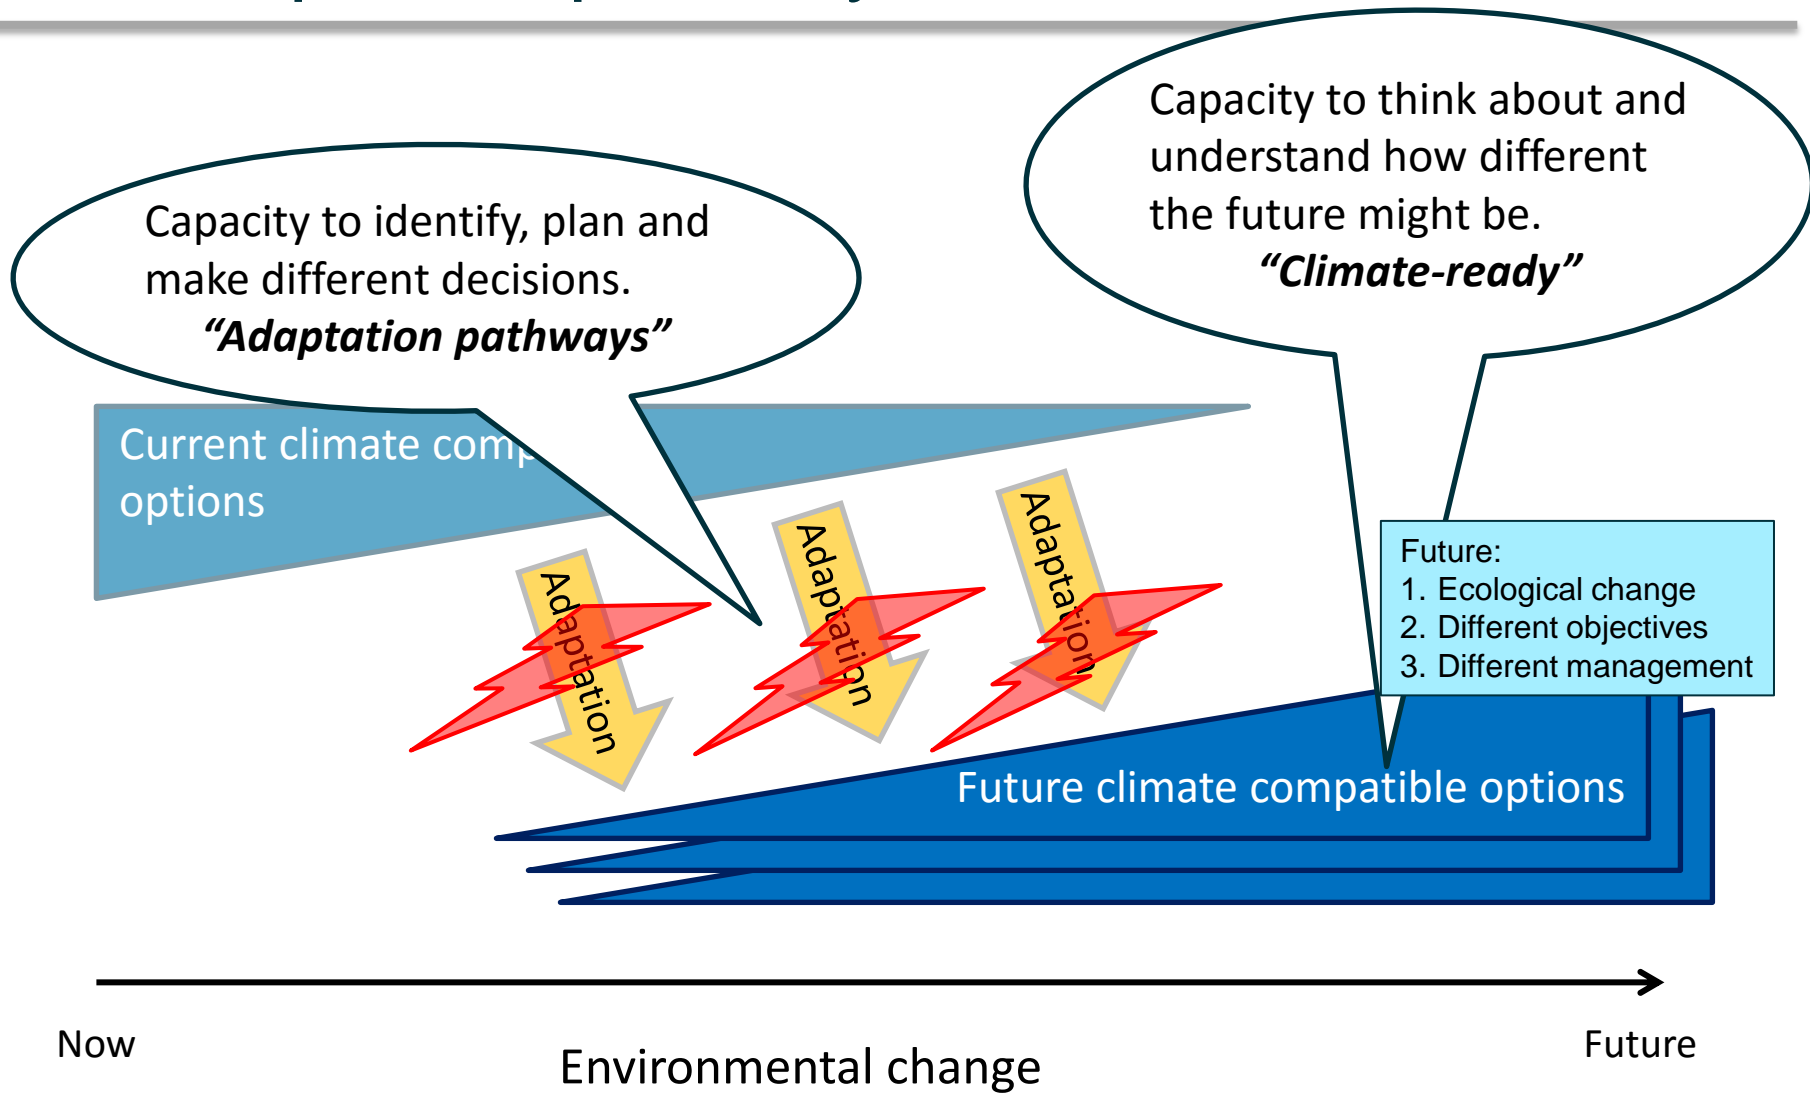 Capacity to think about and
understand how different
the future might be.
“Climate-ready”
Capacity to identify, plan and
make different decisions.
“Adaptation pathways”
Current climate
options
Adaptation
Adaptation
Adaptation
Future:
1. Ecological change
2. Different objectives
3. Different management
Future climate compatible options
Now
Future
Environmental change